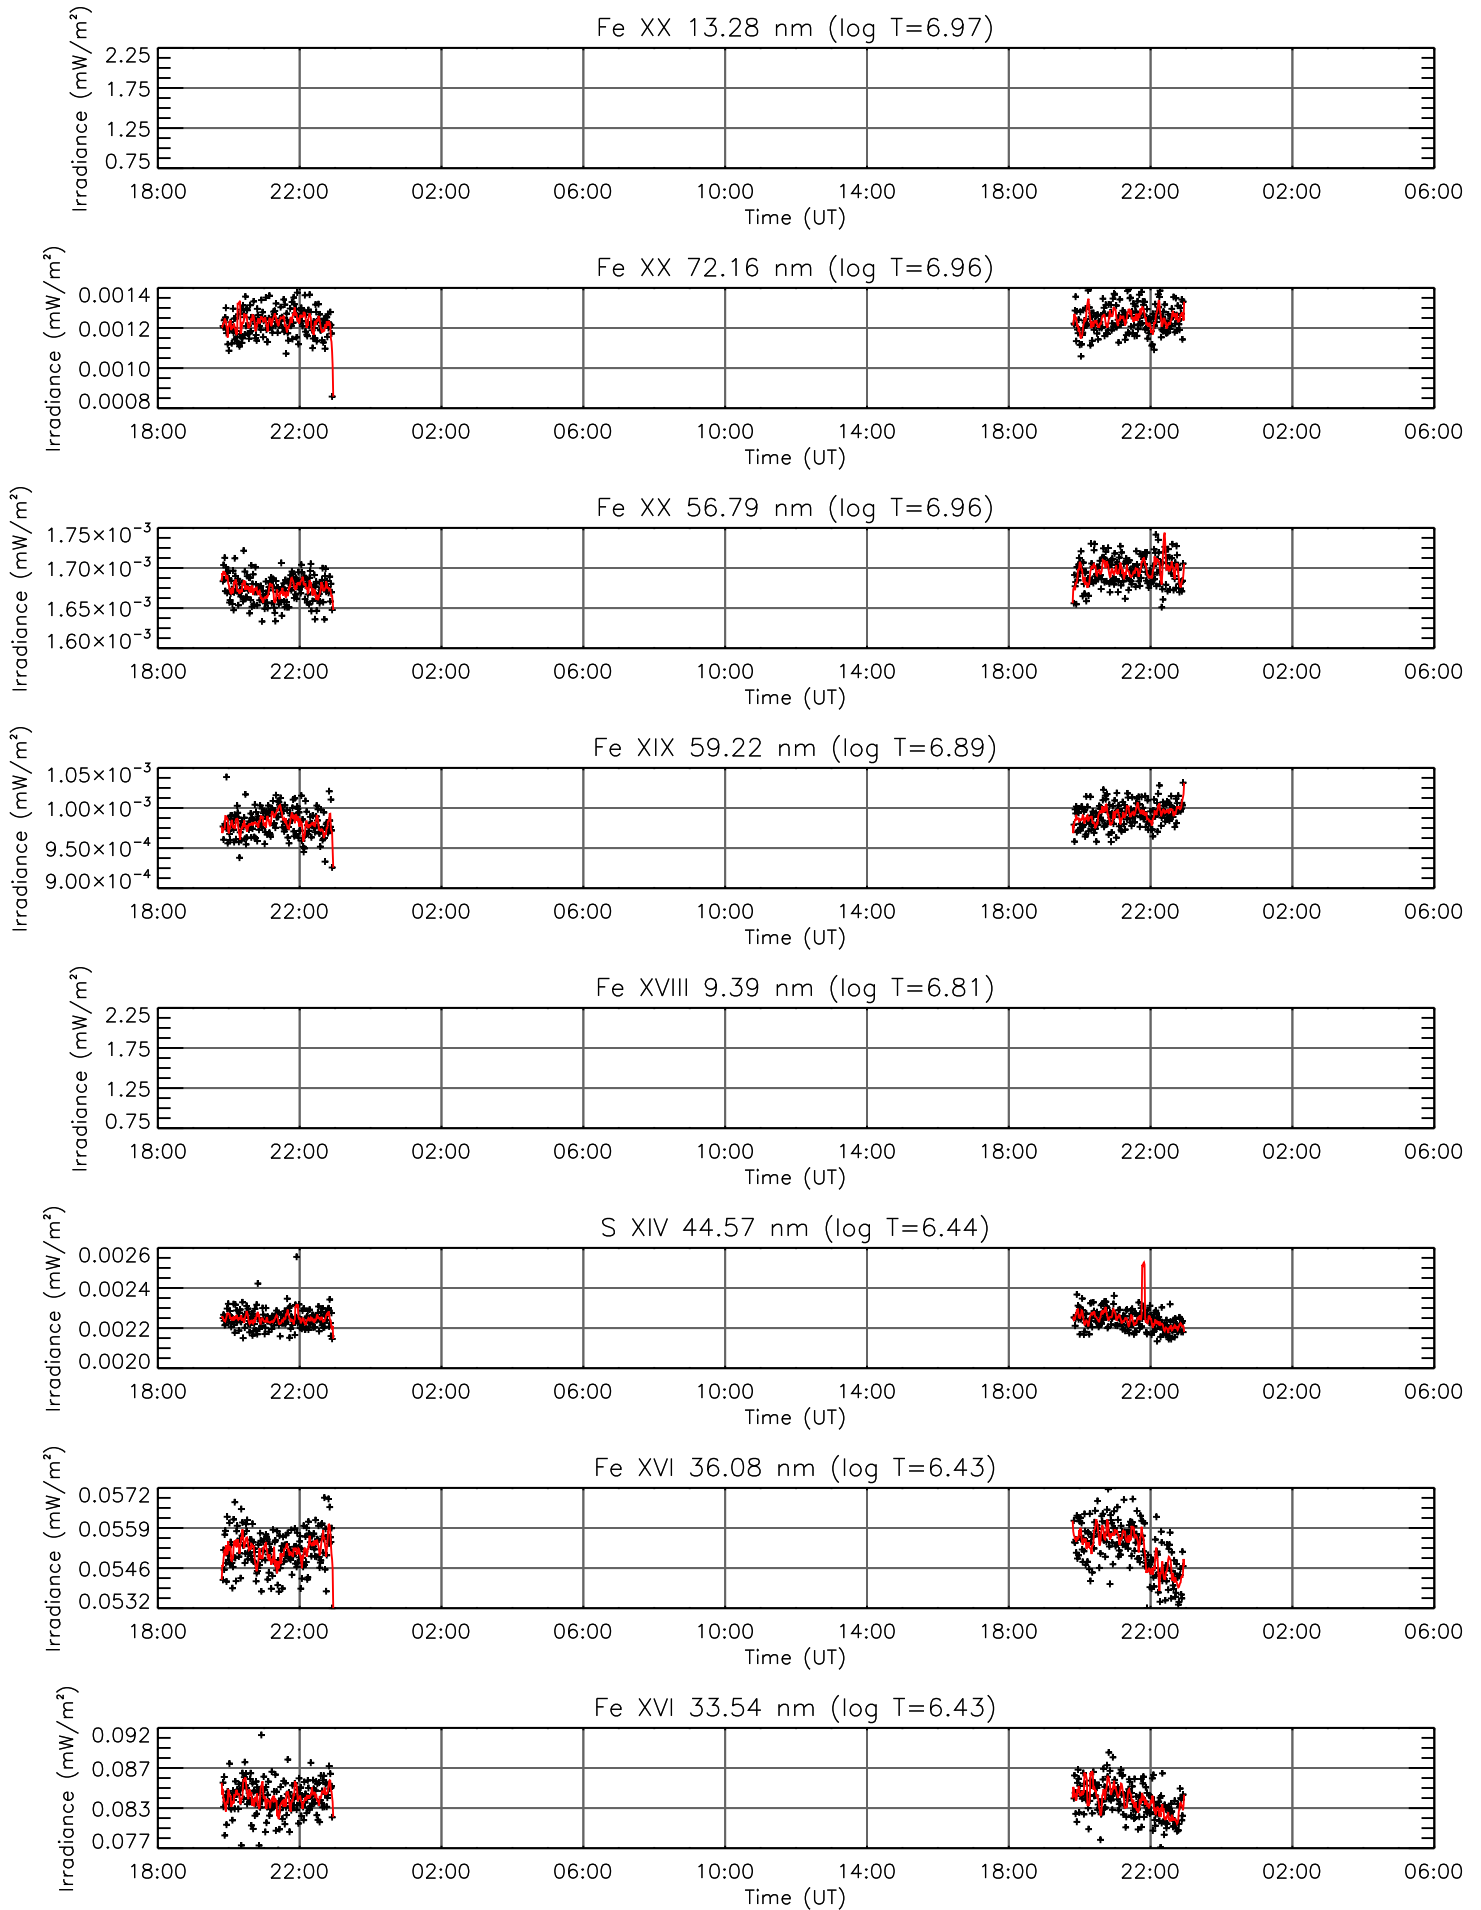 Fe XX 13.28 nm (log T=6.97)
Irradiance (mW/m²)
2.25
1.75
1.25
0.75
18:00 22:00 02:00 06:00 10:00 14:00 18:00 22:00 02:00 06:00
Time (UT)
Fe XX 72.16 nm (log T=6.96)
Irradiance (mW/m²)
0.0014
0.0012
0.0010
0.0008
18:00 22:00 02:00 06:00 10:00 14:00 18:00 22:00 02:00 06:00
Time (UT)
Fe XX 56.79 nm (log T=6.96)
Irradiance (mW/m²)
1.75×10⁻³
1.70×10⁻³
1.65×10⁻³
1.60×10⁻³
18:00 22:00 02:00 06:00 10:00 14:00 18:00 22:00 02:00 06:00
Time (UT)
Fe XIX 59.22 nm (log T=6.89)
Irradiance (mW/m²)
1.05×10⁻³
1.00×10⁻³
9.50×10⁻⁴
9.00×10⁻⁴
18:00 22:00 02:00 06:00 10:00 14:00 18:00 22:00 02:00 06:00
Time (UT)
Fe XVIII 9.39 nm (log T=6.81)
Irradiance (mW/m²)
2.25
1.75
1.25
0.75
18:00 22:00 02:00 06:00 10:00 14:00 18:00 22:00 02:00 06:00
Time (UT)
S XIV 44.57 nm (log T=6.44)
Irradiance (mW/m²)
0.0026
0.0024
0.0022
0.0020
18:00 22:00 02:00 06:00 10:00 14:00 18:00 22:00 02:00 06:00
Time (UT)
Fe XVI 36.08 nm (log T=6.43)
Irradiance (mW/m²)
0.0572
0.0559
0.0546
0.0532
18:00 22:00 02:00 06:00 10:00 14:00 18:00 22:00 02:00 06:00
Time (UT)
Fe XVI 33.54 nm (log T=6.43)
Irradiance (mW/m²)
0.092
0.087
0.083
0.077
18:00 22:00 02:00 06:00 10:00 14:00 18:00 22:00 02:00 06:00
Time (UT)